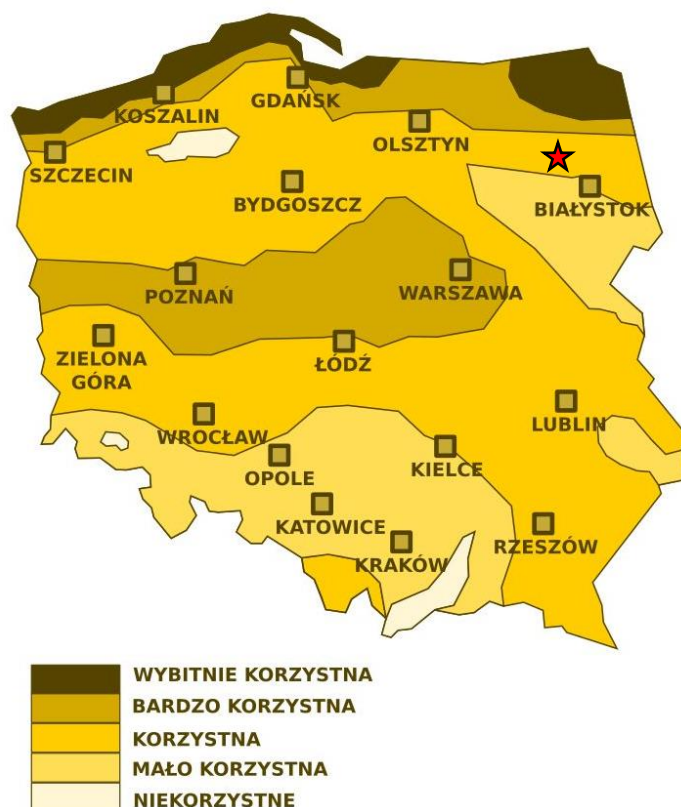 GDAŃSK
KOSZALIN
OLSZTYN
SZCZECIN
BYDGOSZCZ
BIAŁYSTOK
POZNAŃ
WARSZAWA
ZIELONA
GÓRA
ŁÓDŹ
LUBLIN
WROCŁAW
OPOLE
KIELCE
KATOWICE
RZESZÓW
KRAKÓW
WYBITNIE KORZYSTNA
BARDZO KORZYSTNA
KORZYSTNA
MAŁO KORZYSTNA
NIEKORZYSTNE